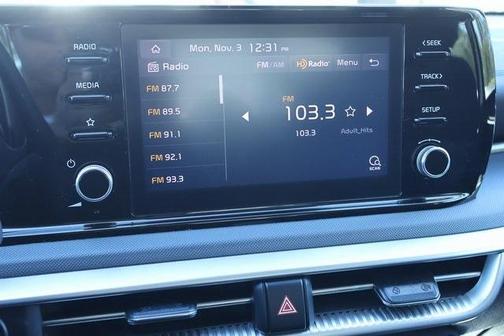 RADIO
MEDIA
Mon, Nov. 3 12:31 PM
Radio
FM/AM HD Radio Menu
FM 87.7
FM 89.5
FM 91.1
FM 92.1
FM 93.3
FM
103.3
103.3 Adult_Hits
SCAN
< SEEK
TRACK >
SETUP